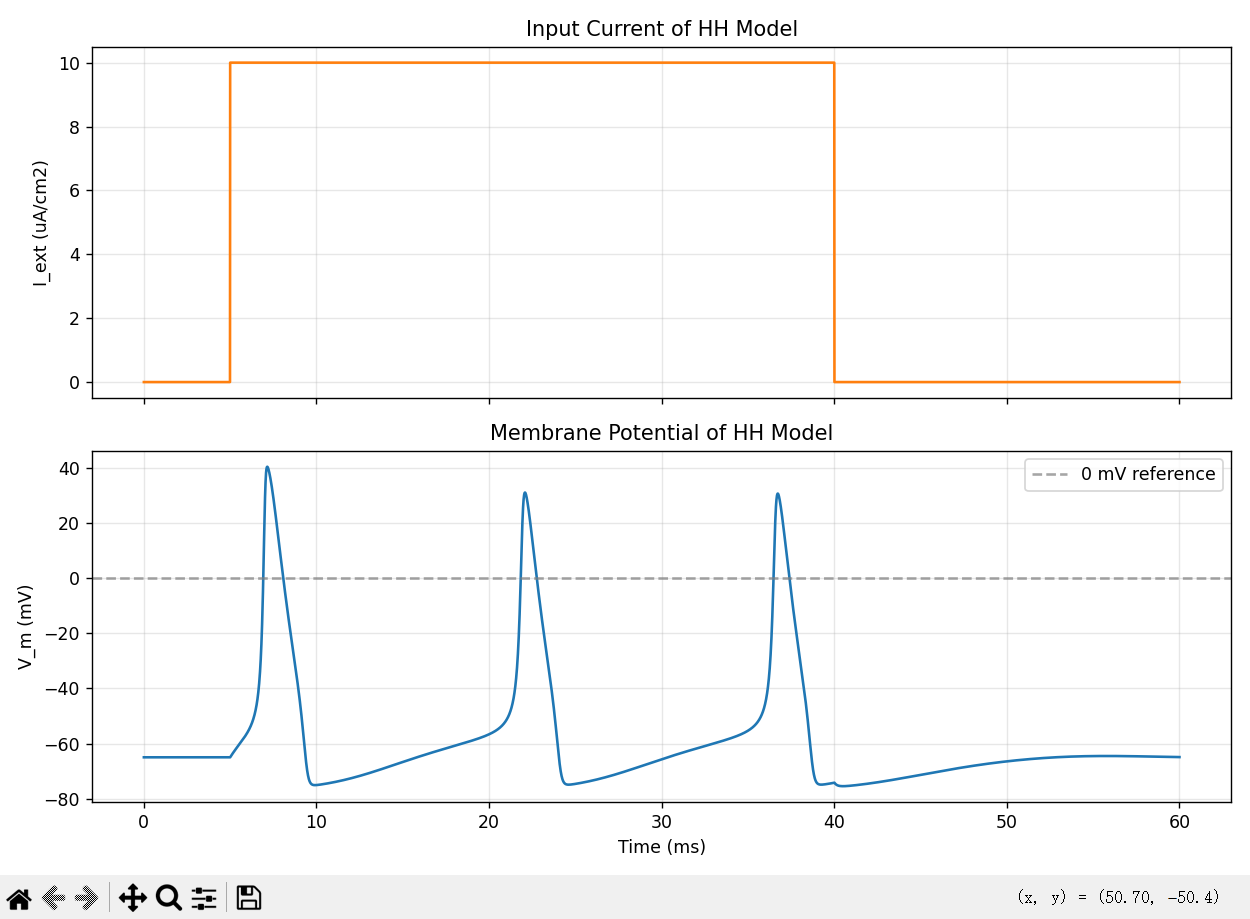 Input Current of HH Model
10
8
6
4
2
0
I_ext (uA/cm2)
Membrane Potential of HH Model
0 mV reference
40
20
0
−20
−40
−60
−80
V_m (mV)
0 10 20 30 40 50 60
Time (ms)
(x, y) = (50.70, −50.4)